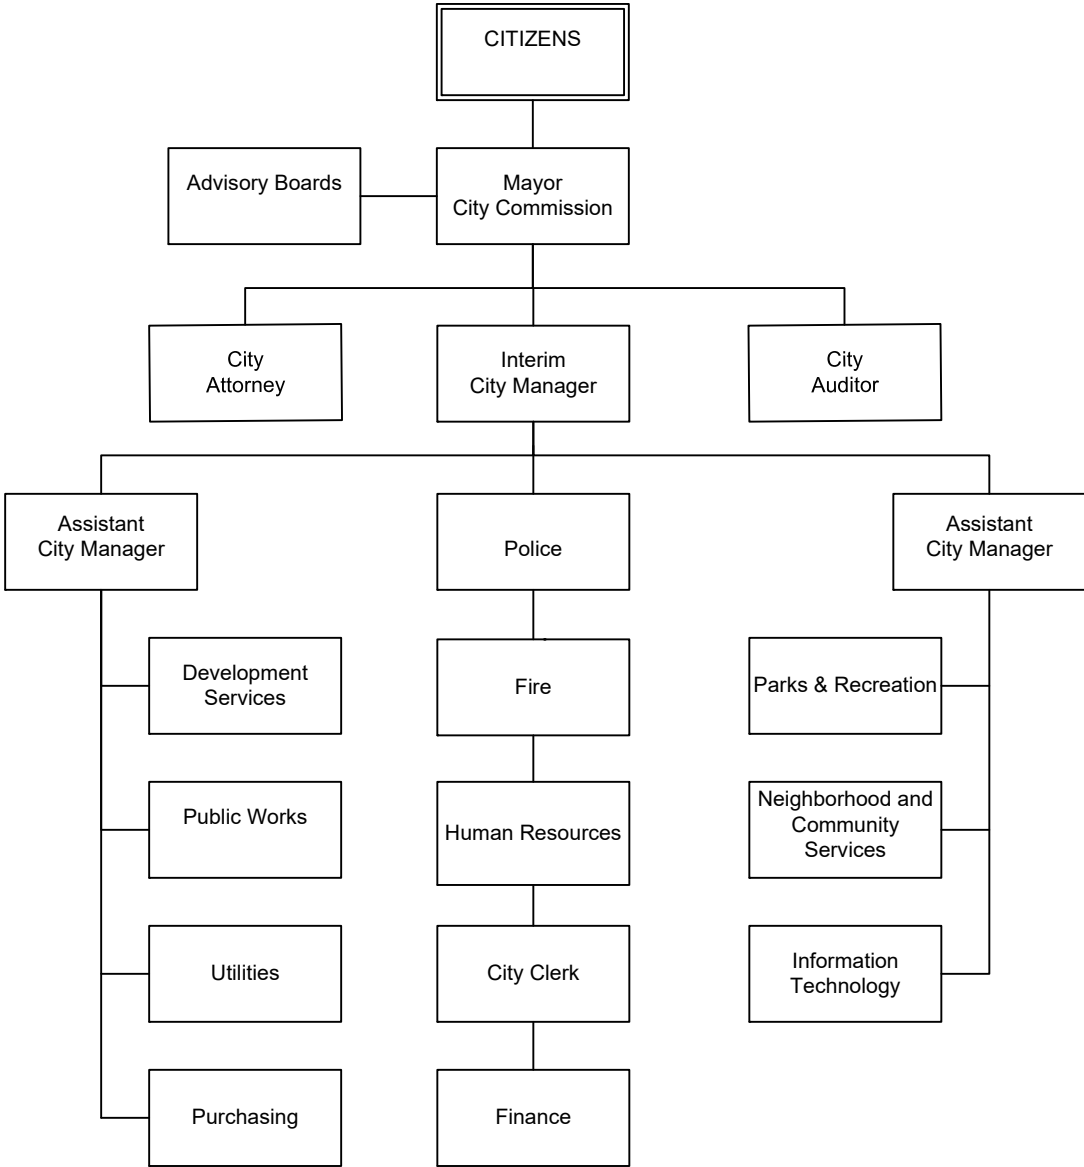 CITIZENS
Advisory Boards
Mayor
City Commission
City
Attorney
Interim
City Manager
City
Auditor
Assistant
City Manager
Police
Assistant
City Manager
Development
Services
Fire
Parks & Recreation
Public Works
Human Resources
Neighborhood and
Community
Services
Utilities
City Clerk
Information
Technology
Purchasing
Finance